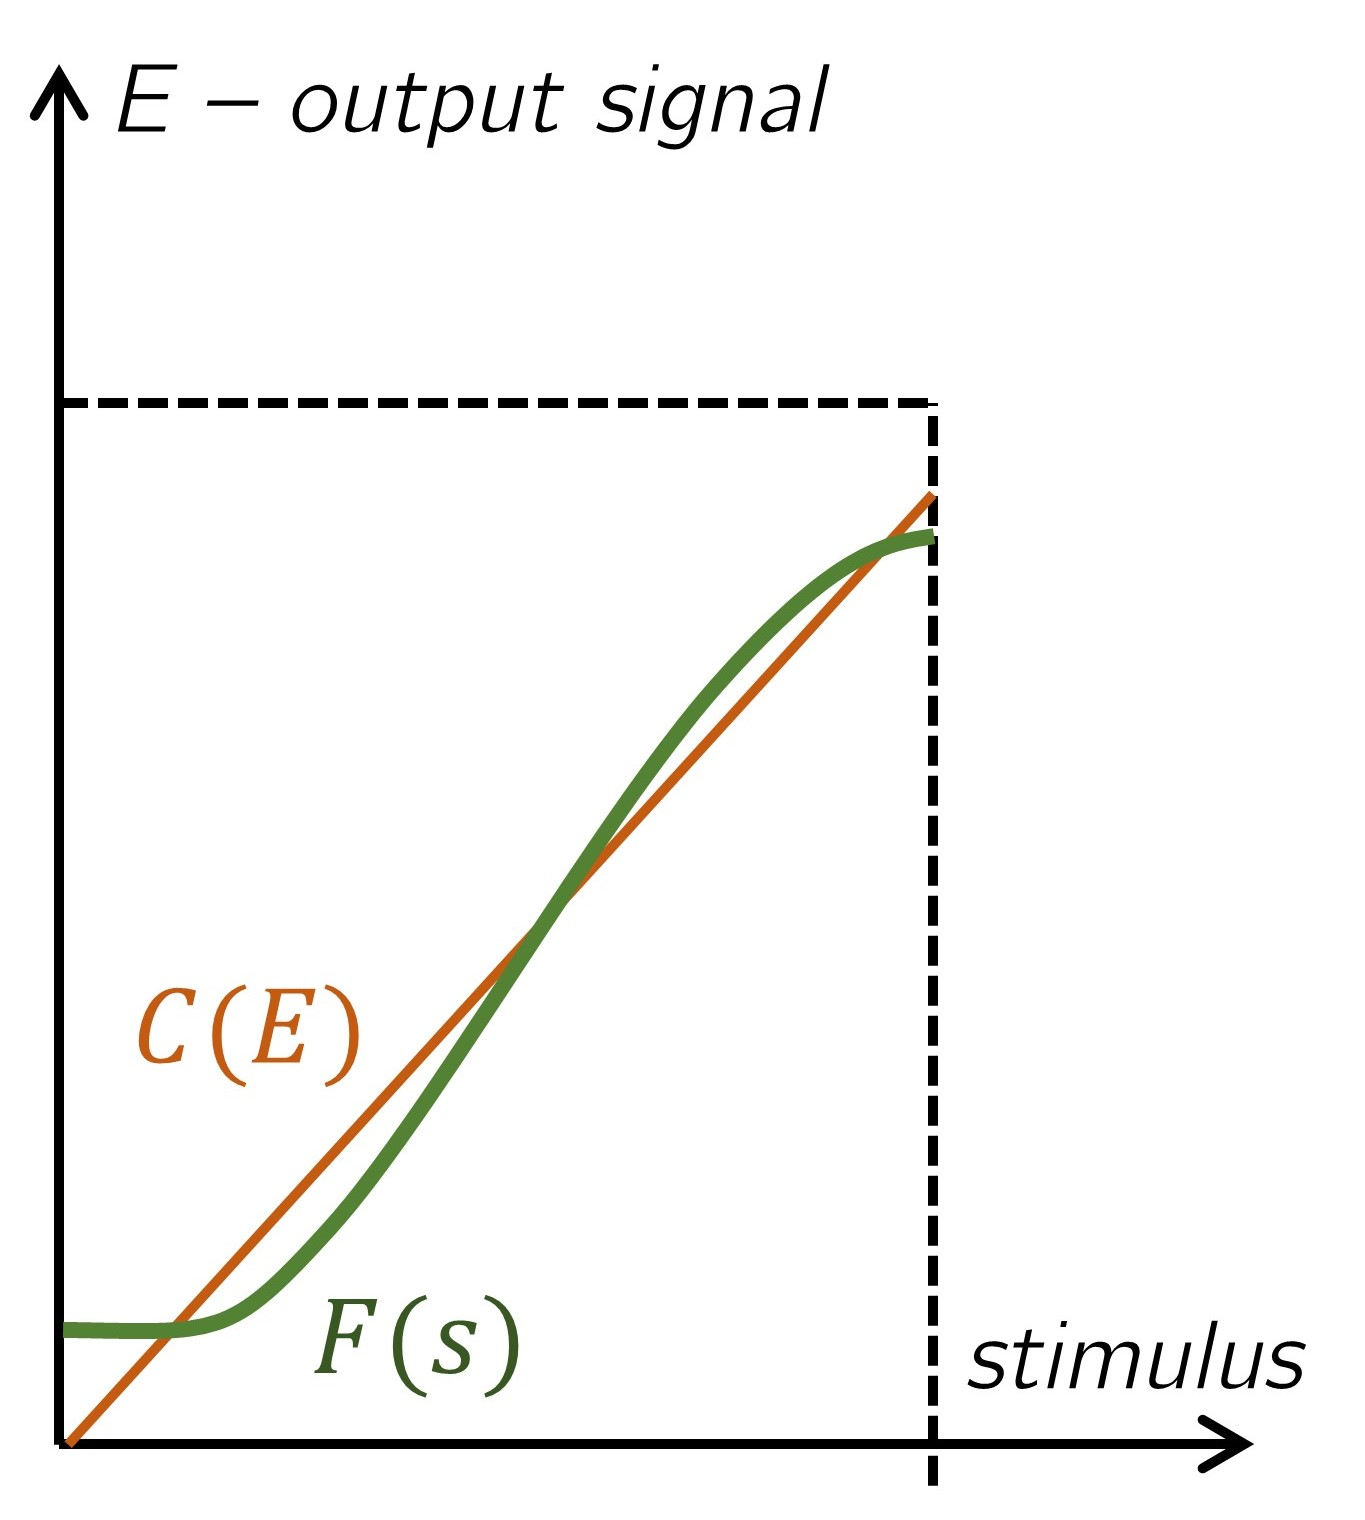 E – output signal
C(E)
F(s)
stimulus